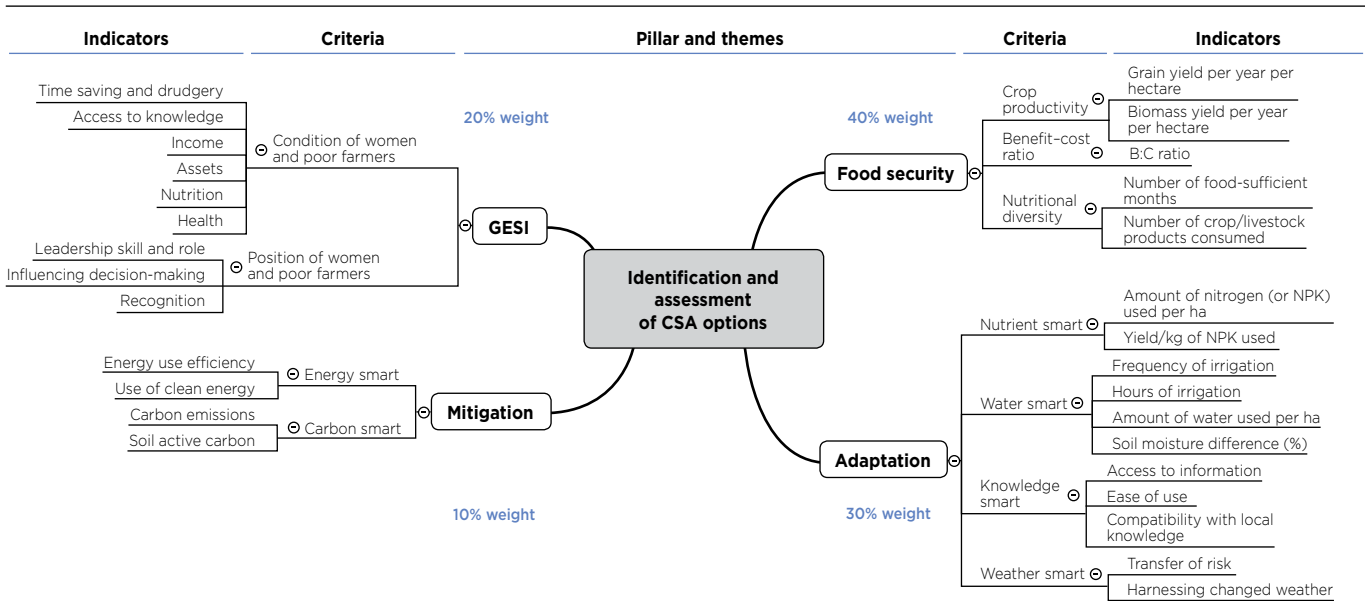 Indicators
Criteria
Pillar and themes
Criteria
Indicators
Time saving and drudgery
Access to knowledge
Income
Assets
Nutrition
Health
Condition of women
and poor farmers
Leadership skill and role
Influencing decision-making
Recognition
Position of women
and poor farmers
20% weight
GESI
Energy use efficiency
Use of clean energy
Energy smart
Carbon emissions
Soil active carbon
Carbon smart
Mitigation
10% weight
Identification and
assessment
of CSA options
40% weight
Food security
Crop
productivity
Grain yield per year per
hectare
Biomass yield per year
per hectare
Benefit–cost
ratio
B:C ratio
Nutritional
diversity
Number of food-sufficient
months
Number of crop/livestock
products consumed
Adaptation
30% weight
Nutrient smart
Amount of nitrogen (or NPK)
used per ha
Yield/kg of NPK used
Water smart
Frequency of irrigation
Hours of irrigation
Amount of water used per ha
Soil moisture difference (%)
Knowledge
smart
Access to information
Ease of use
Compatibility with local
knowledge
Weather smart
Transfer of risk
Harnessing changed weather